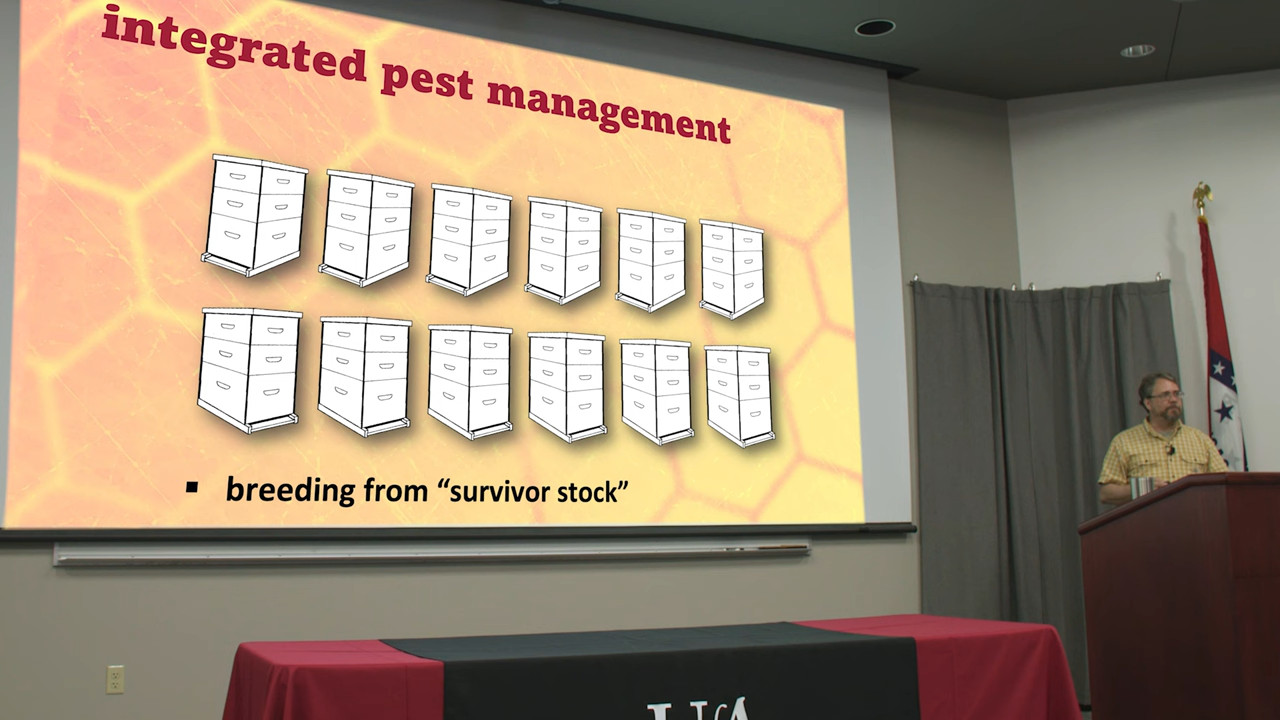 integrated pest management
▪ breeding from “survivor stock”